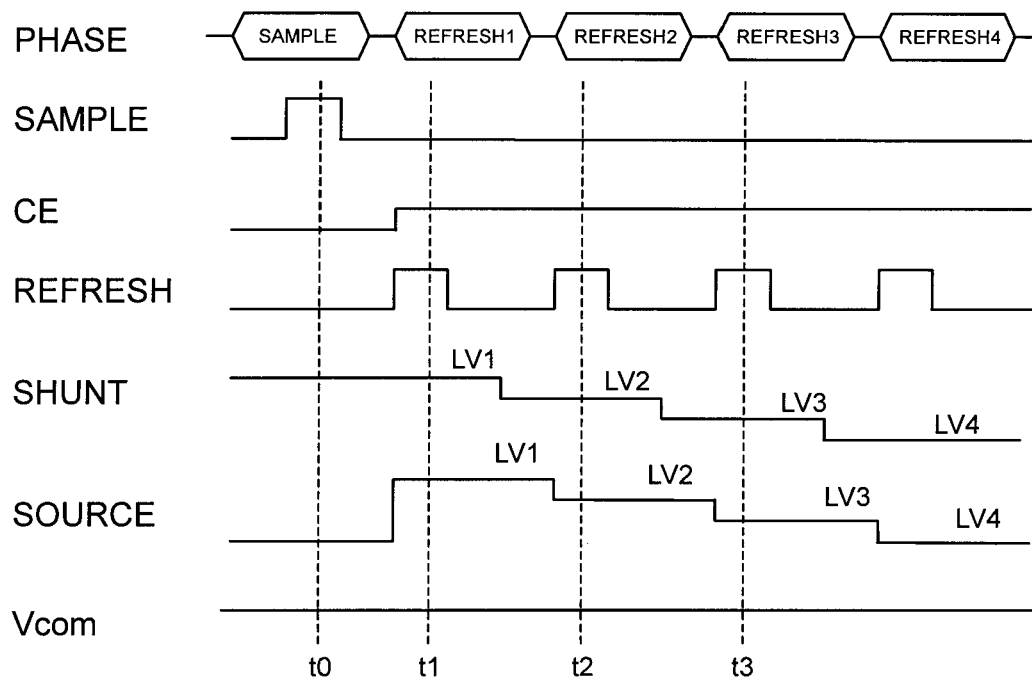 PHASE SAMPLE REFRESH1 REFRESH2 REFRESH3 REFRESH4
SAMPLE
CE
REFRESH
SHUNT LV1 LV2 LV3 LV4
SOURCE LV1 LV2 LV3 LV4
Vcom
t0 t1 t2 t3